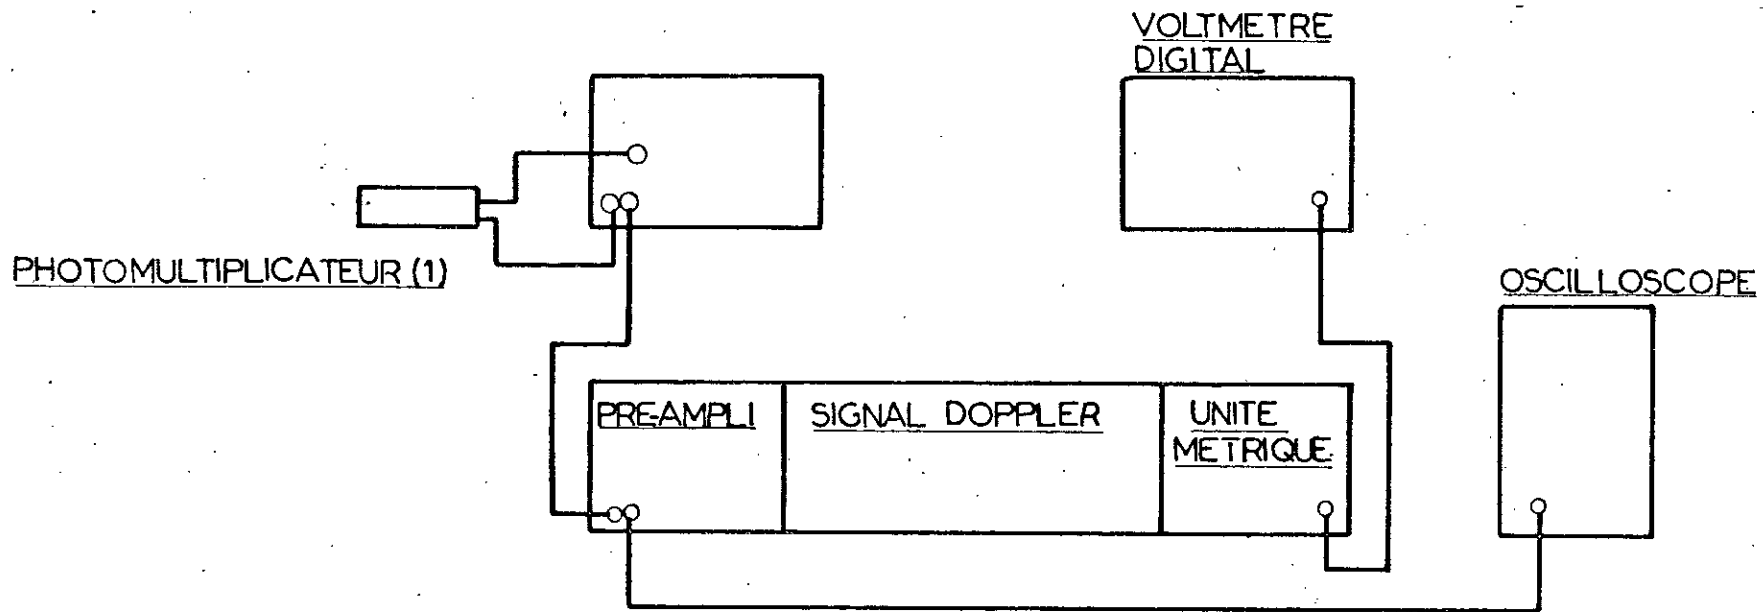 VOLTMETRE
DIGITAL
PHOTOMULTIPLICATEUR (1)
OSCILLOSCOPE
PRE-AMPLI
SIGNAL DOPPLER
UNITE
METRIQUE